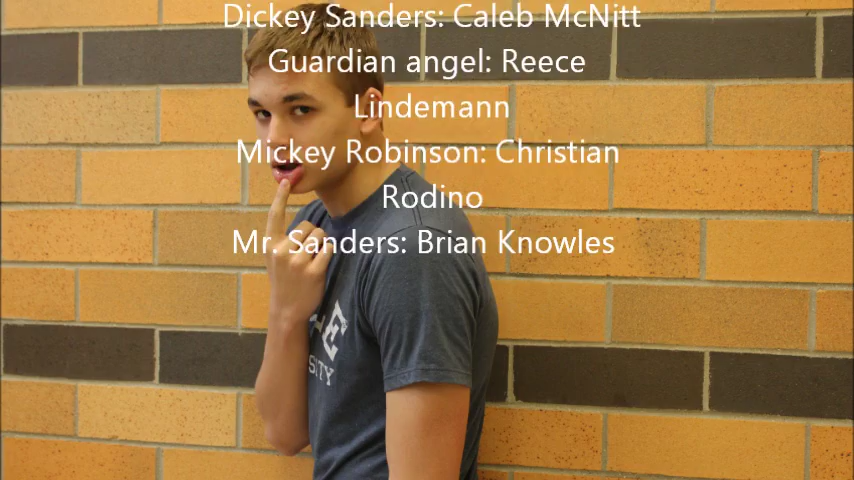 Dickey Sanders: Caleb McNitt
Guardian angel: Reece
Lindemann
Mickey Robinson: Christian
Rodino
Mr. Sanders: Brian Knowles